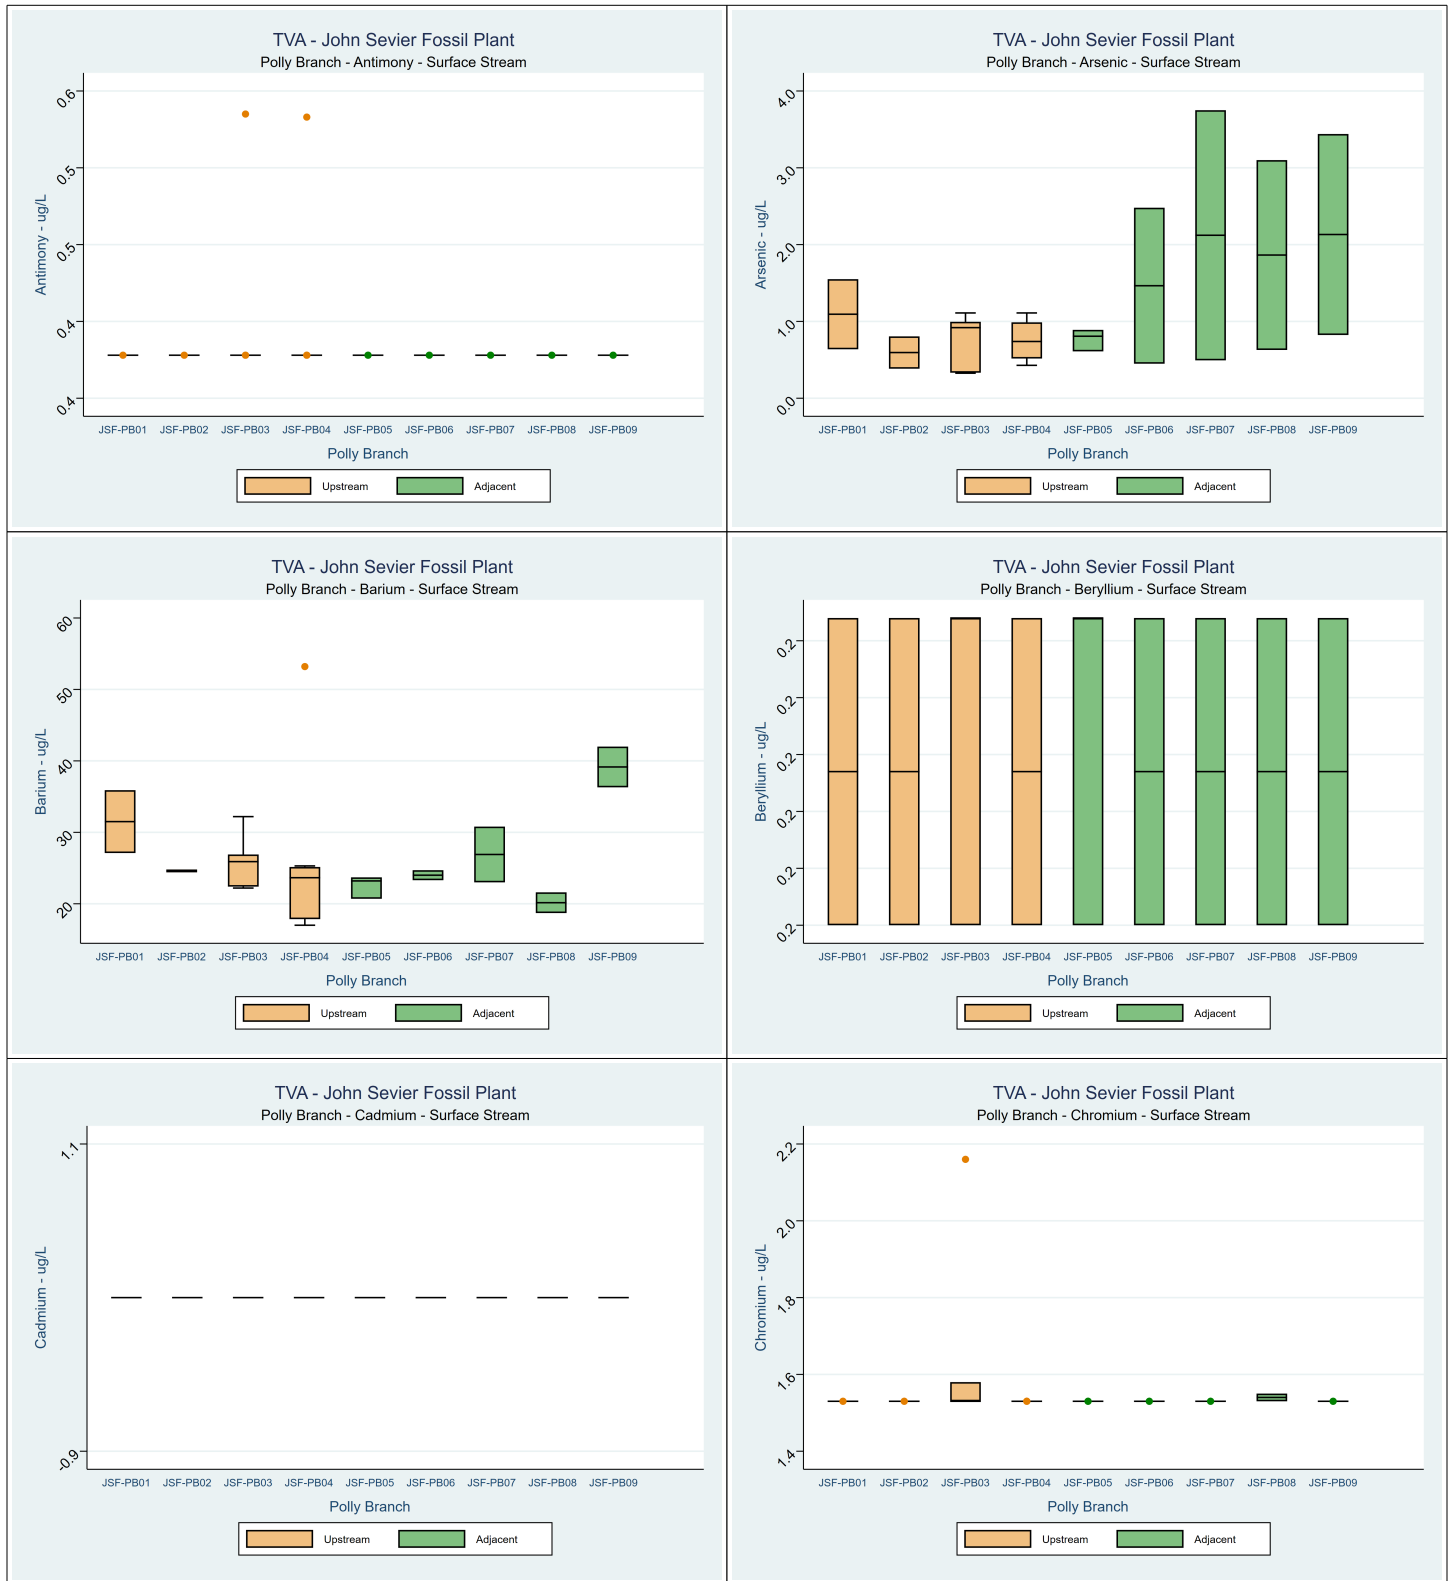 TVA - John Sevier Fossil Plant
Polly Branch - Antimony - Surface Stream
Antimony - ug/L
0.6
0.5
0.5
0.4
0.4
JSF-PB01 JSF-PB02 JSF-PB03 JSF-PB04 JSF-PB05 JSF-PB06 JSF-PB07 JSF-PB08 JSF-PB09
Polly Branch
Upstream Adjacent
TVA - John Sevier Fossil Plant
Polly Branch - Arsenic - Surface Stream
Arsenic - ug/L
4.0
3.0
2.0
1.0
0.0
JSF-PB01 JSF-PB02 JSF-PB03 JSF-PB04 JSF-PB05 JSF-PB06 JSF-PB07 JSF-PB08 JSF-PB09
Polly Branch
Upstream Adjacent
TVA - John Sevier Fossil Plant
Polly Branch - Barium - Surface Stream
Barium - ug/L
60
50
40
30
20
JSF-PB01 JSF-PB02 JSF-PB03 JSF-PB04 JSF-PB05 JSF-PB06 JSF-PB07 JSF-PB08 JSF-PB09
Polly Branch
Upstream Adjacent
TVA - John Sevier Fossil Plant
Polly Branch - Beryllium - Surface Stream
Beryllium - ug/L
0.2
0.2
0.2
0.2
0.2
0.2
JSF-PB01 JSF-PB02 JSF-PB03 JSF-PB04 JSF-PB05 JSF-PB06 JSF-PB07 JSF-PB08 JSF-PB09
Polly Branch
Upstream Adjacent
TVA - John Sevier Fossil Plant
Polly Branch - Cadmium - Surface Stream
Cadmium - ug/L
1.1
-0.9
JSF-PB01 JSF-PB02 JSF-PB03 JSF-PB04 JSF-PB05 JSF-PB06 JSF-PB07 JSF-PB08 JSF-PB09
Polly Branch
Upstream Adjacent
TVA - John Sevier Fossil Plant
Polly Branch - Chromium - Surface Stream
Chromium - ug/L
2.2
2.0
1.8
1.6
1.4
JSF-PB01 JSF-PB02 JSF-PB03 JSF-PB04 JSF-PB05 JSF-PB06 JSF-PB07 JSF-PB08 JSF-PB09
Polly Branch
Upstream Adjacent